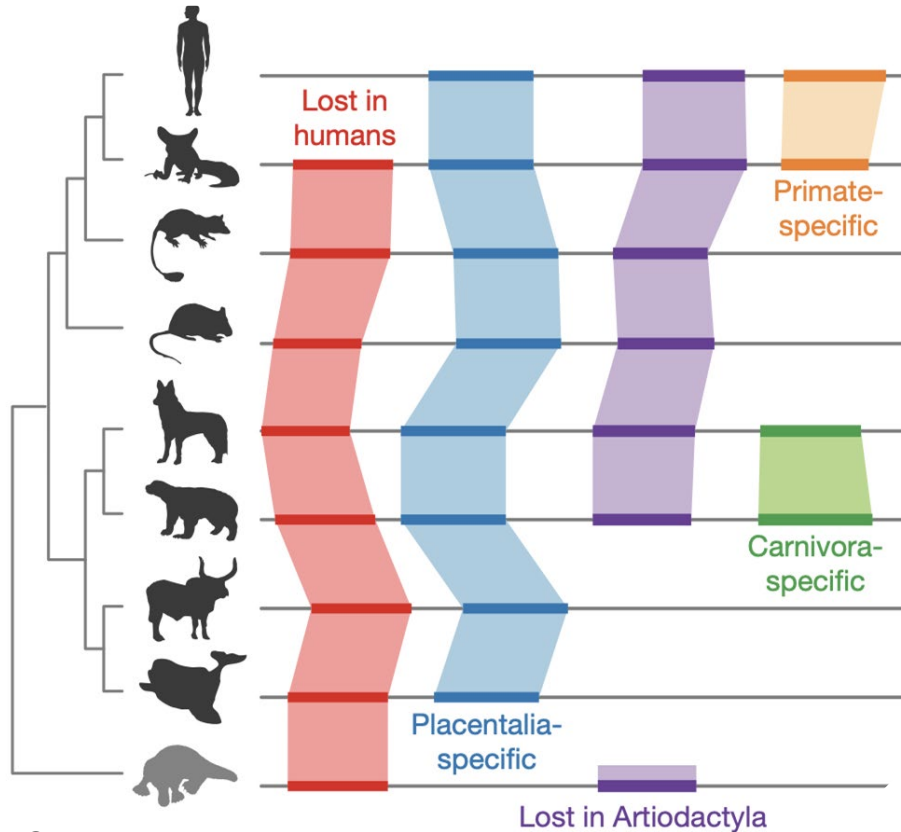 Lost in
humans
Primate-
specific
Carnivora-
specific
Placentalia-
specific
Lost in Artiodactyla